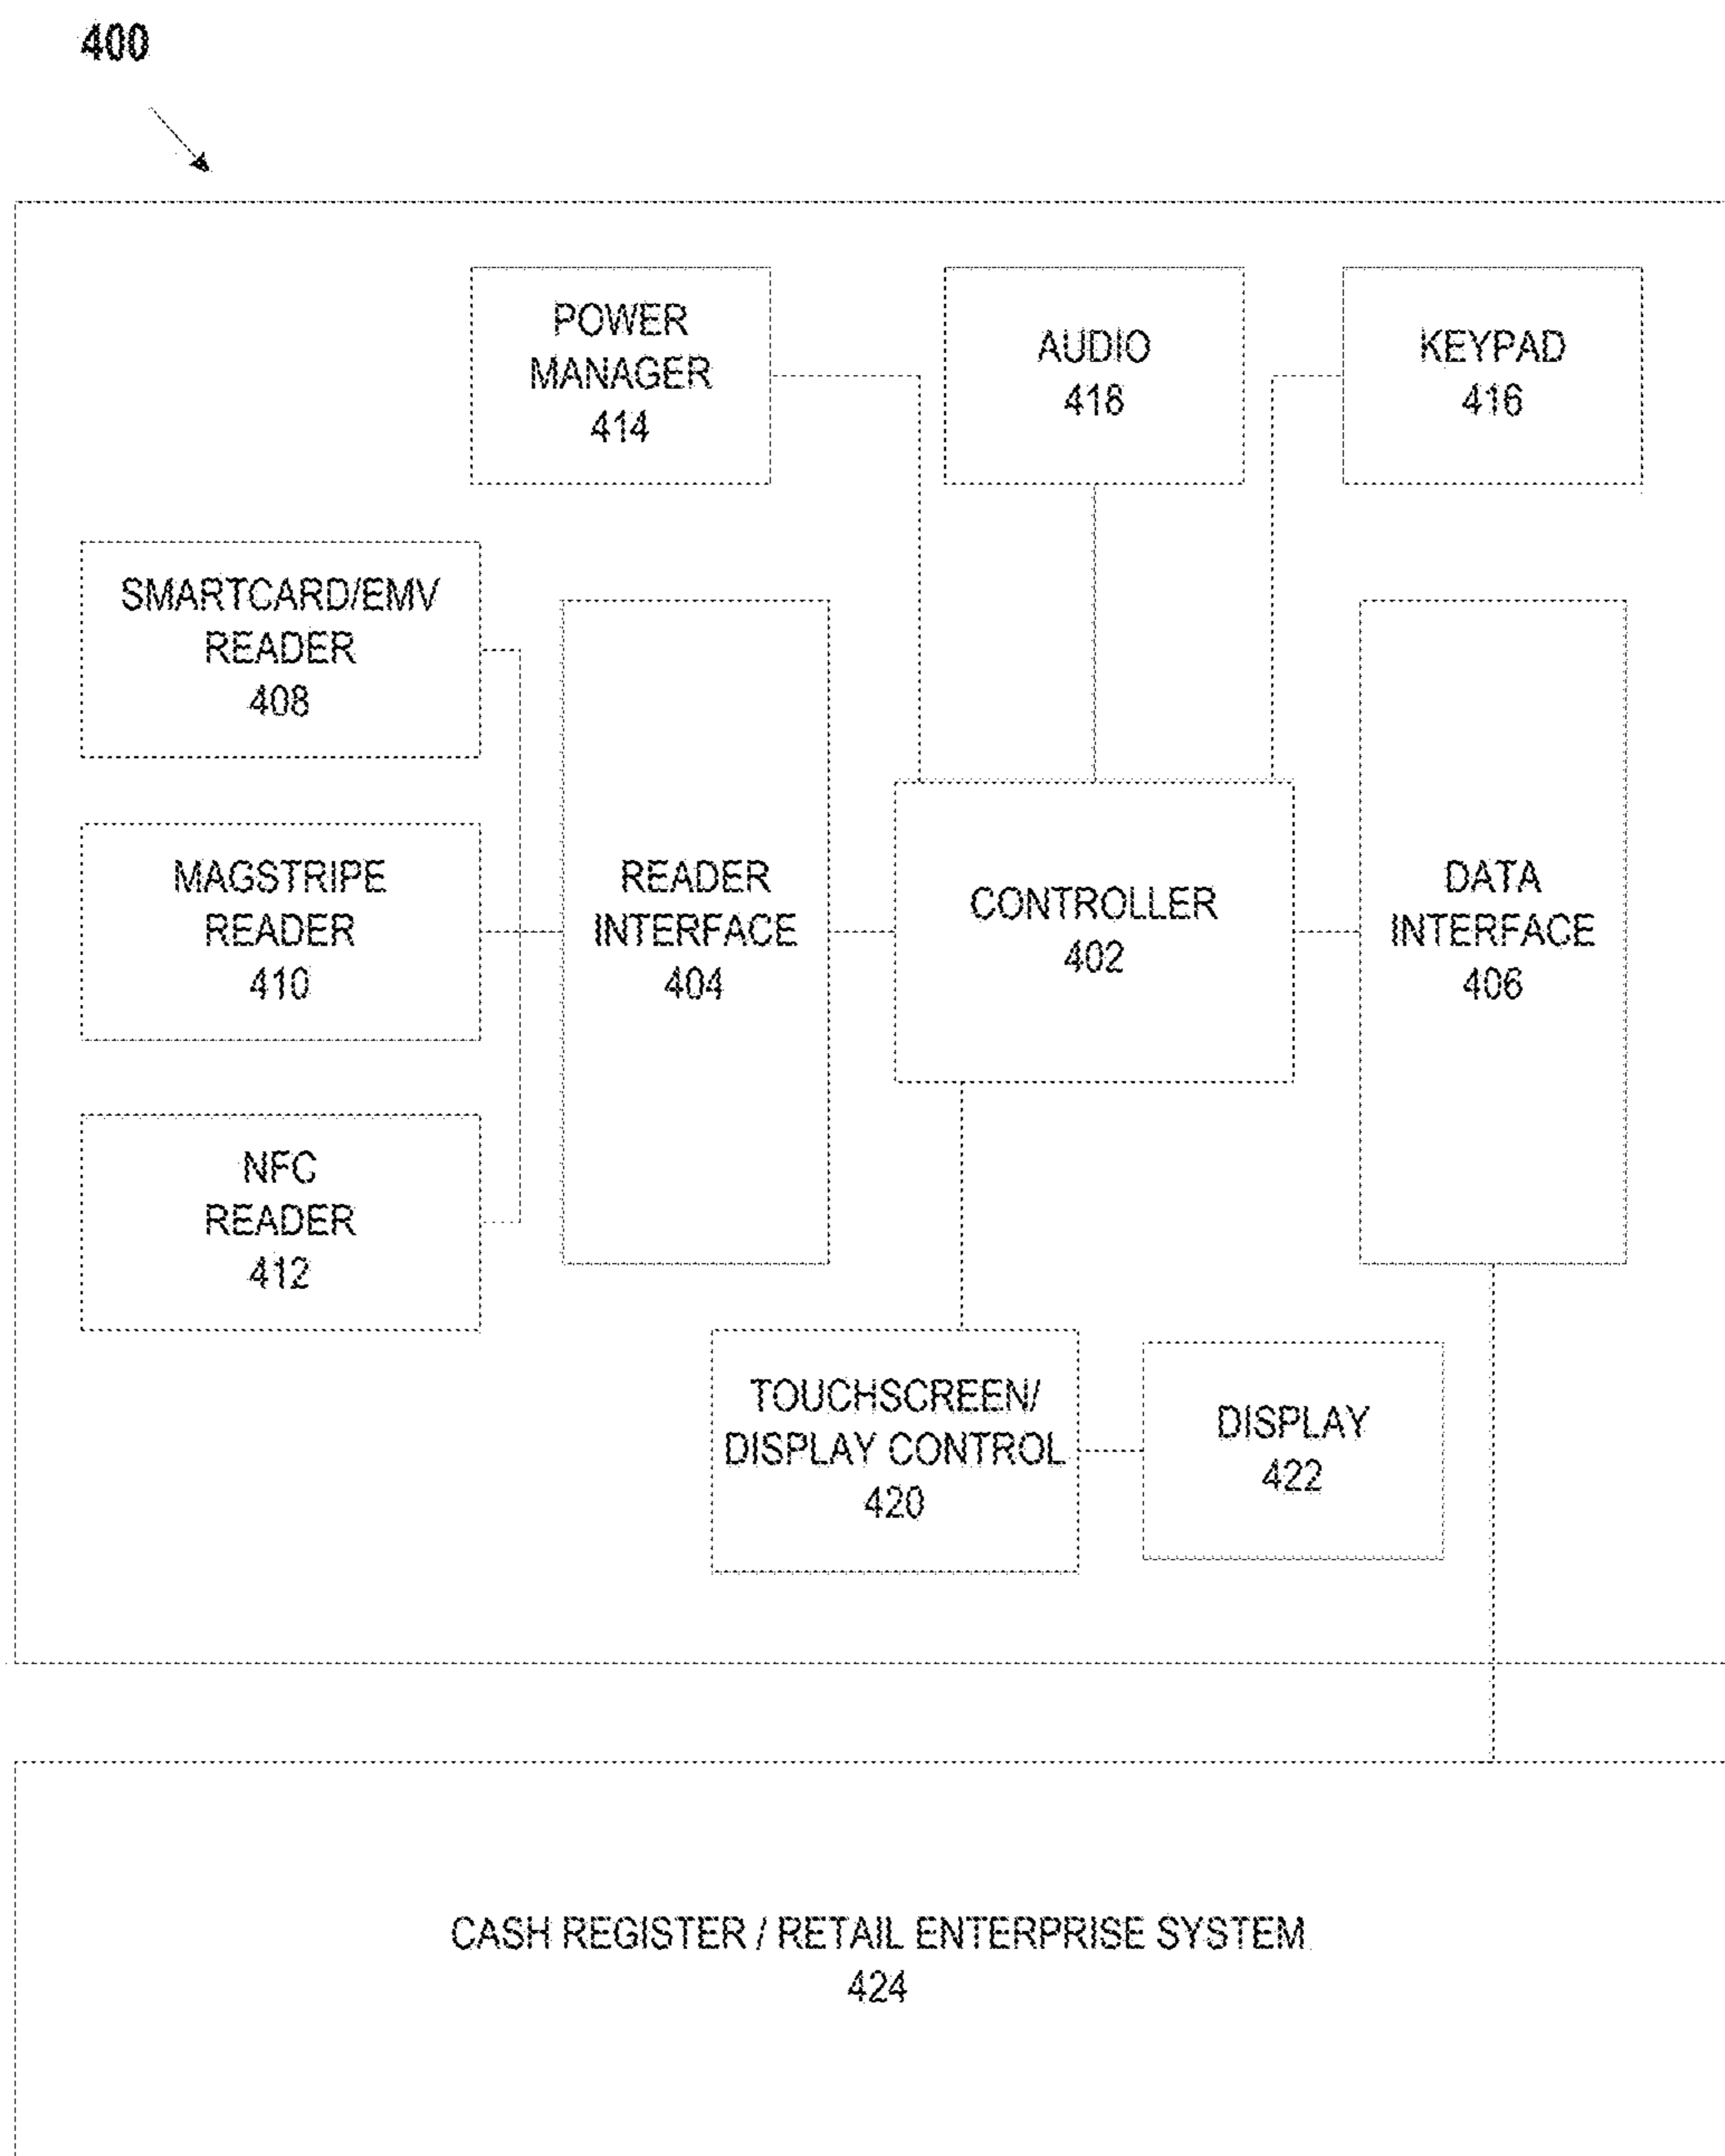 400
POWER
MANAGER
414
AUDIO
418
KEYPAD
416
SMARTCARD/EMV
READER
408
MAGSTRIPE
READER
410
NFC
READER
412
READER
INTERFACE
404
CONTROLLER
402
DATA
INTERFACE
406
TOUCHSCREEN/
DISPLAY CONTROL
420
DISPLAY
422
CASH REGISTER / RETAIL ENTERPRISE SYSTEM
424